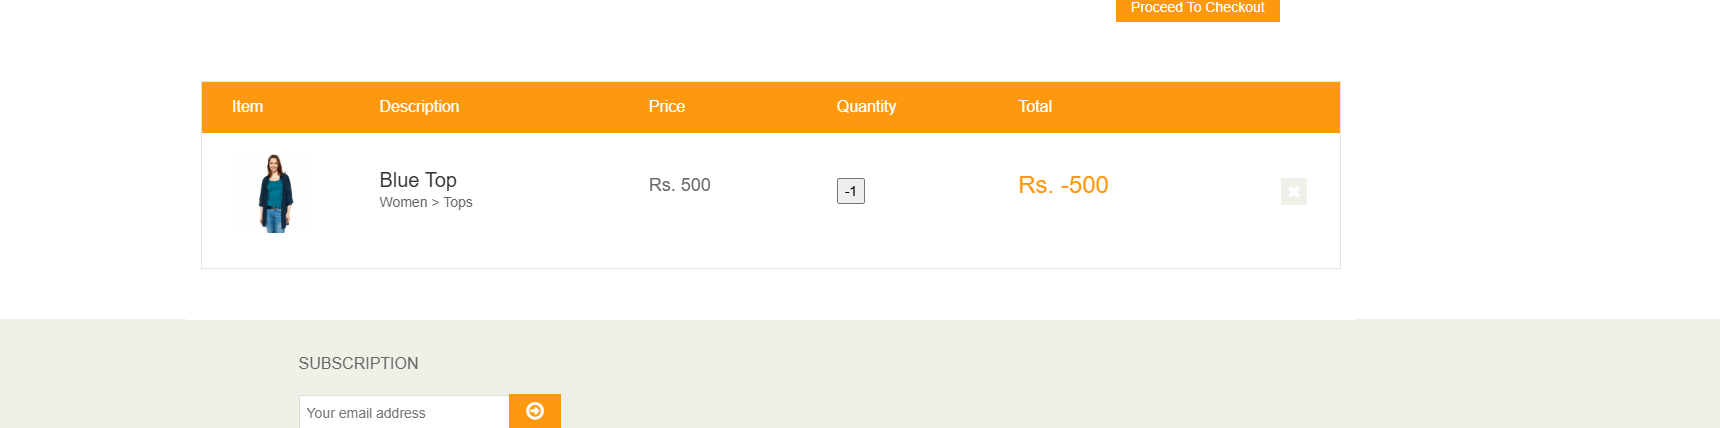 Proceed To Checkout
Item Description Price Quantity Total
Blue Top Rs. 500 -1 Rs. -500
Women > Tops
SUBSCRIPTION
Your email address